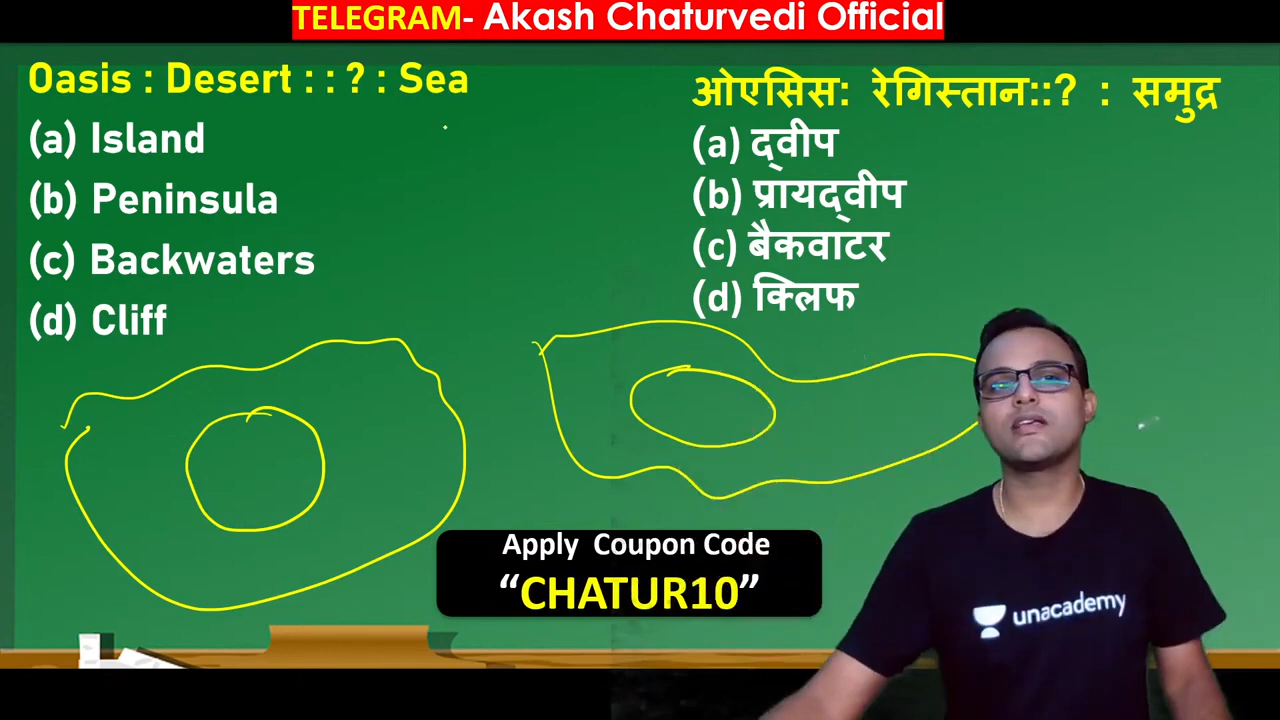 TELEGRAM- Akash Chaturvedi Official
Oasis : Desert : : ? : Sea
(a) Island
(b) Peninsula
(c) Backwaters
(d) Cliff
ओएसिस: रेगिस्तान::? : समुद्र
(a) द्वीप
(b) प्रायद्वीप
(c) बैकवाटर
(d) क्लिफ
Apply Coupon Code
“CHATUR10”
unacademy